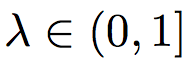 λ ∈ (0, 1]